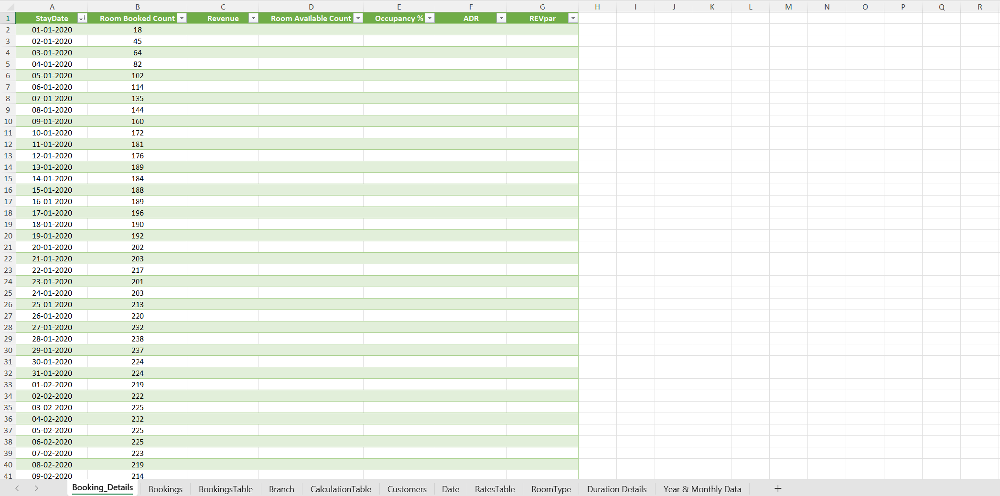 A B C D E F G H I J K L M N O P Q R
1 StayDate Room Booked Count Revenue Room Available Count Occupancy % ADR REVpar
2 01-01-2020 18
3 02-01-2020 45
4 03-01-2020 64
5 04-01-2020 82
6 05-01-2020 102
7 06-01-2020 114
8 07-01-2020 135
9 08-01-2020 144
10 09-01-2020 160
11 10-01-2020 172
12 11-01-2020 181
13 12-01-2020 176
14 13-01-2020 189
15 14-01-2020 184
16 15-01-2020 188
17 16-01-2020 189
18 17-01-2020 196
19 18-01-2020 190
20 19-01-2020 192
21 20-01-2020 202
22 21-01-2020 203
23 22-01-2020 217
24 23-01-2020 201
25 24-01-2020 203
26 25-01-2020 213
27 26-01-2020 220
28 27-01-2020 232
29 28-01-2020 238
30 29-01-2020 237
31 30-01-2020 224
32 31-01-2020 224
33 01-02-2020 219
34 02-02-2020 222
35 03-02-2020 225
36 04-02-2020 232
37 05-02-2020 225
38 06-02-2020 225
39 07-02-2020 223
40 08-02-2020 219
41 09-02-2020 214
Booking_Details Bookings BookingsTable Branch CalculationTable Customers Date RatesTable RoomType Duration Details Year & Monthly Data